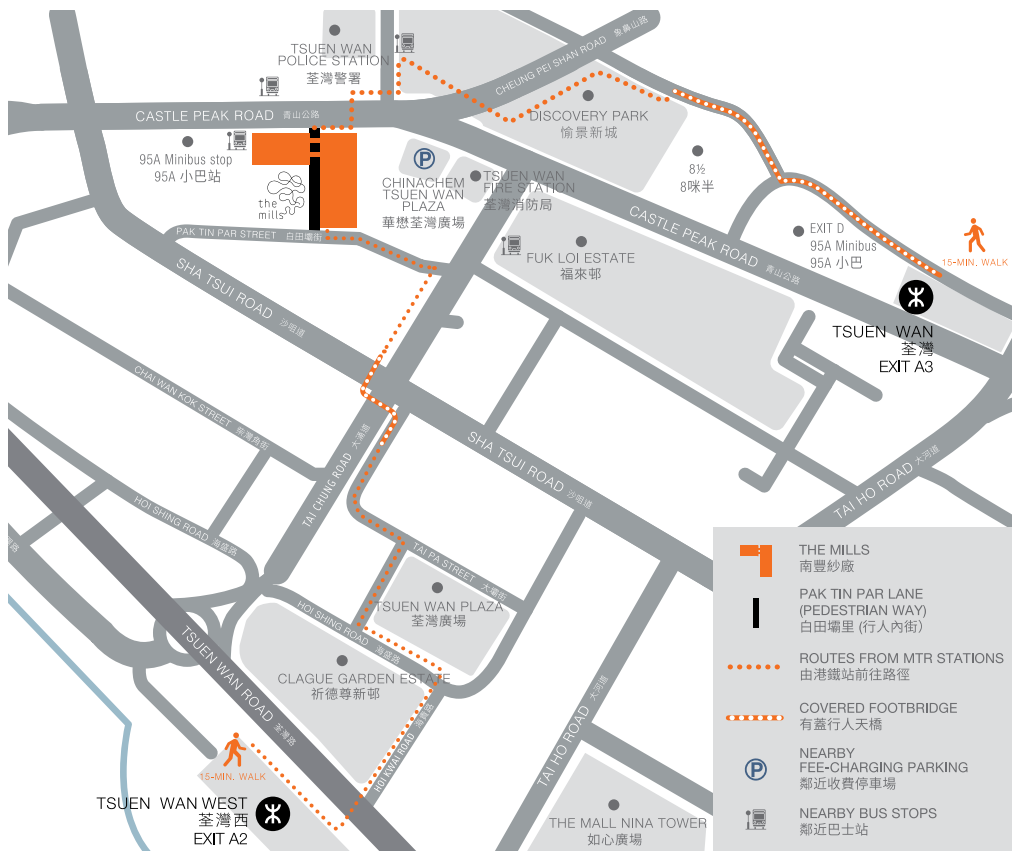 TSUEN WAN
POLICE STATION
荃灣警署
CHEUNG PEI SHAN ROAD 象鼻山路
CASTLE PEAK ROAD 青山公路
DISCOVERY PARK
愉景新城
95A Minibus stop
95A 小巴站
the
mills
P
CHINACHEM
TSUEN WAN
PLAZA
華懋荃灣廣場
TSUEN WAN
FIRE STATION
荃灣消防局
8½
8咪半
CASTLE PEAK ROAD 青山公路
EXIT D
95A Minibus
95A 小巴
15-MIN. WALK
TSUEN WAN
荃灣
EXIT A3
PAK TIN PAR STREET 白田壩街
FUK LOI ESTATE
福來邨
SHA TSUI ROAD 沙咀道
CHAI WAN KOK STREET 柴灣角街
HOI SHING ROAD 海盛路
TAI CHUNG ROAD 大涌道
SHA TSUI ROAD 沙咀道
TAI HO ROAD 大河道
TAI PA STREET 大壩街
TSUEN WAN PLAZA
荃灣廣場
HOI SHING ROAD 海盛路
CLAGUE GARDEN ESTATE
祈德尊新邨
TSUEN WAN ROAD 荃灣路
HOI KWAI ROAD 海貴路
TAI HO ROAD 大河道
15-MIN. WALK
TSUEN WAN WEST
荃灣西
EXIT A2
THE MALL NINA TOWER
如心廣場
THE MILLS
南豐紗廠
PAK TIN PAR LANE
(PEDESTRIAN WAY)
白田壩里 (行人內街)
ROUTES FROM MTR STATIONS
由港鐵站前往路徑
COVERED FOOTBRIDGE
有蓋行人天橋
P
NEARBY
FEE-CHARGING PARKING
鄰近收費停車場
NEARBY BUS STOPS
鄰近巴士站